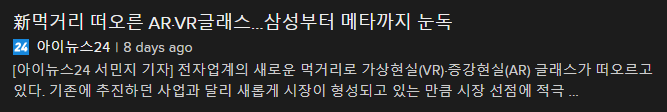 新먹거리 떠오른 AR·VR글래스…삼성부터 메타까지 눈독
24 아이뉴스24 | 8 days ago
[아이뉴스24 서민지 기자] 전자업계의 새로운 먹거리로 가상현실(VR)·증강현실(AR) 글래스가 떠오르고
있다. 기존에 추진하던 사업과 달리 새롭게 시장이 형성되고 있는 만큼 시장 선점에 적극 ...